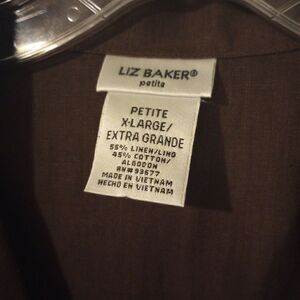 LIZ BAKER®
petite
PETITE
X-LARGE/
EXTRA GRANDE
55% LINEN/LINO
45% COTTON/
ALGODON
RN# 93677
MADE IN VIETNAM
HECHO EN VIETNAM